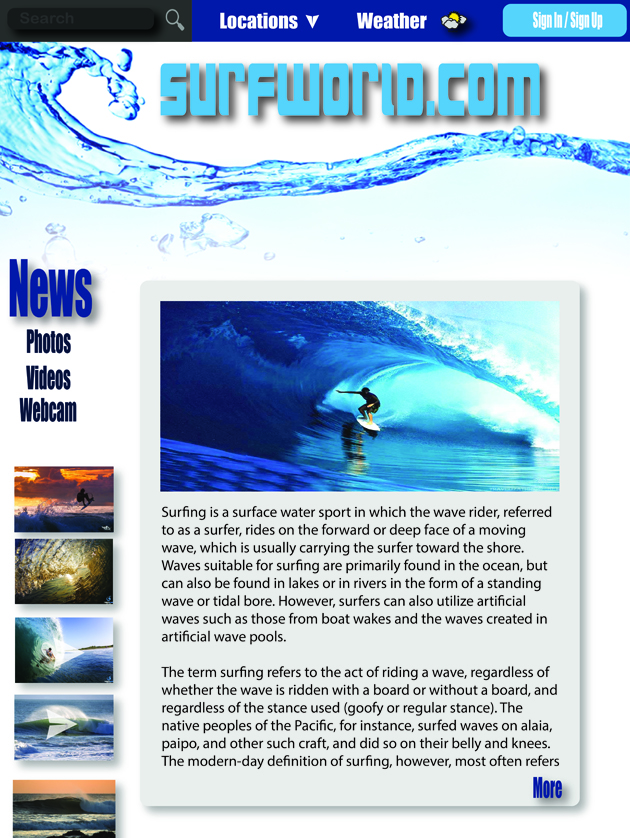 Search
Locations ▼
Weather
Sign In / Sign Up
surfworld.com
News
Photos
Videos
Webcam
Surfing is a surface water sport in which the wave rider, referred
to as a surfer, rides on the forward or deep face of a moving
wave, which is usually carrying the surfer toward the shore.
Waves suitable for surfing are primarily found in the ocean, but
can also be found in lakes or in rivers in the form of a standing
wave or tidal bore. However, surfers can also utilize artificial
waves such as those from boat wakes and the waves created in
artificial wave pools.
The term surfing refers to the act of riding a wave, regardless of
whether the wave is ridden with a board or without a board, and
regardless of the stance used (goofy or regular stance). The
native peoples of the Pacific, for instance, surfed waves on alaia,
paipo, and other such craft, and did so on their belly and knees.
The modern-day definition of surfing, however, most often refers
More